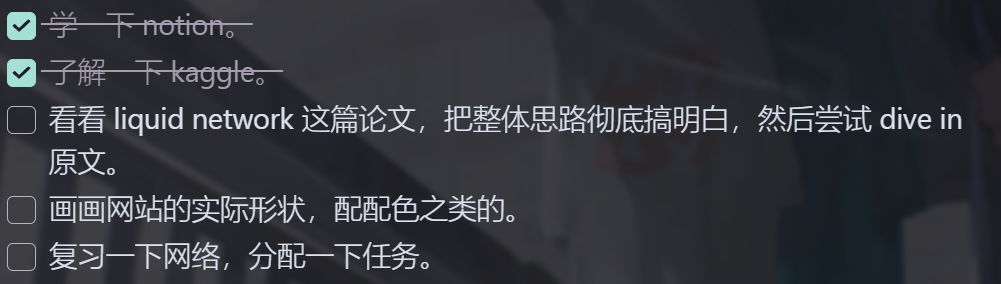 学一下 notion。
了解一下 kaggle。
看看 liquid network 这篇论文，把整体思路彻底搞明白，然后尝试 dive in
原文。
画画网站的实际形状，配配色之类的。
复习一下网络，分配一下任务。